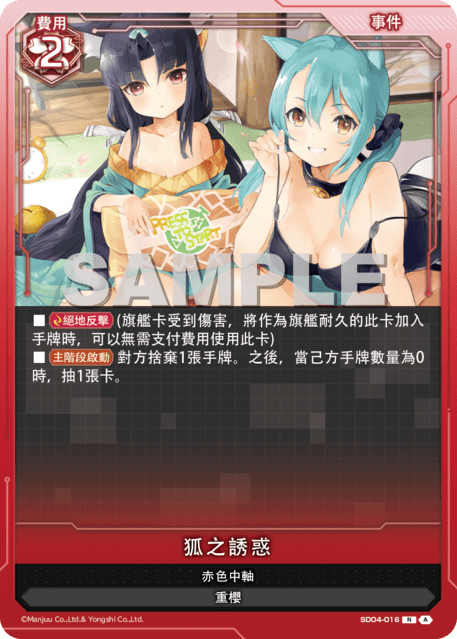 費用
事件
2
PRESS
START
SAMPLE
■ 絕地反擊 (旗艦卡受到傷害，將作為旗艦耐久的此卡加入
手牌時，可以無需支付費用使用此卡)
■ 主階段啟動 對方捨棄1張手牌。之後，當己方手牌數量為0
時，抽1張卡。
狐之誘惑
赤色中軸
重櫻
©Manjuu Co.,Ltd.& Yongshi Co.,Ltd. SD04-016 N A